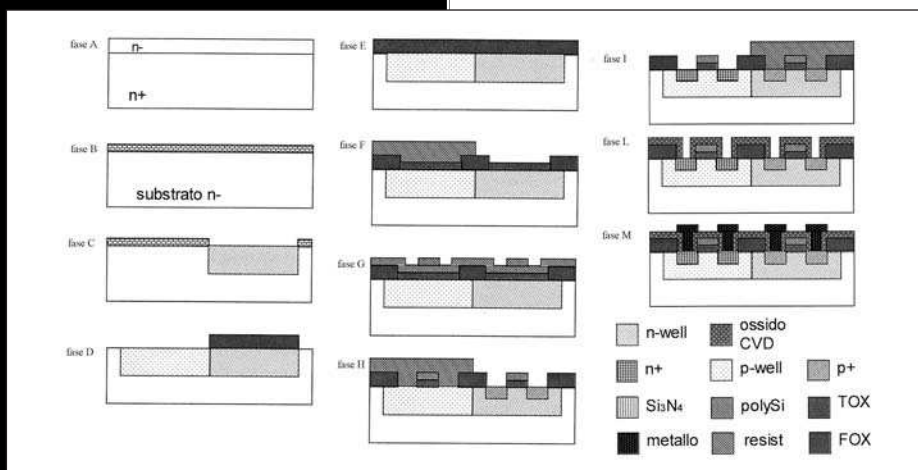 fase A
n-
n+
fase B
substrato n-
fase C
fase D
fase E
fase F
fase G
fase H
fase I
fase L
fase M
n-well
ossido CVD
n+
p-well
p+
Si3N4
polySi
TOX
metallo
resist
FOX